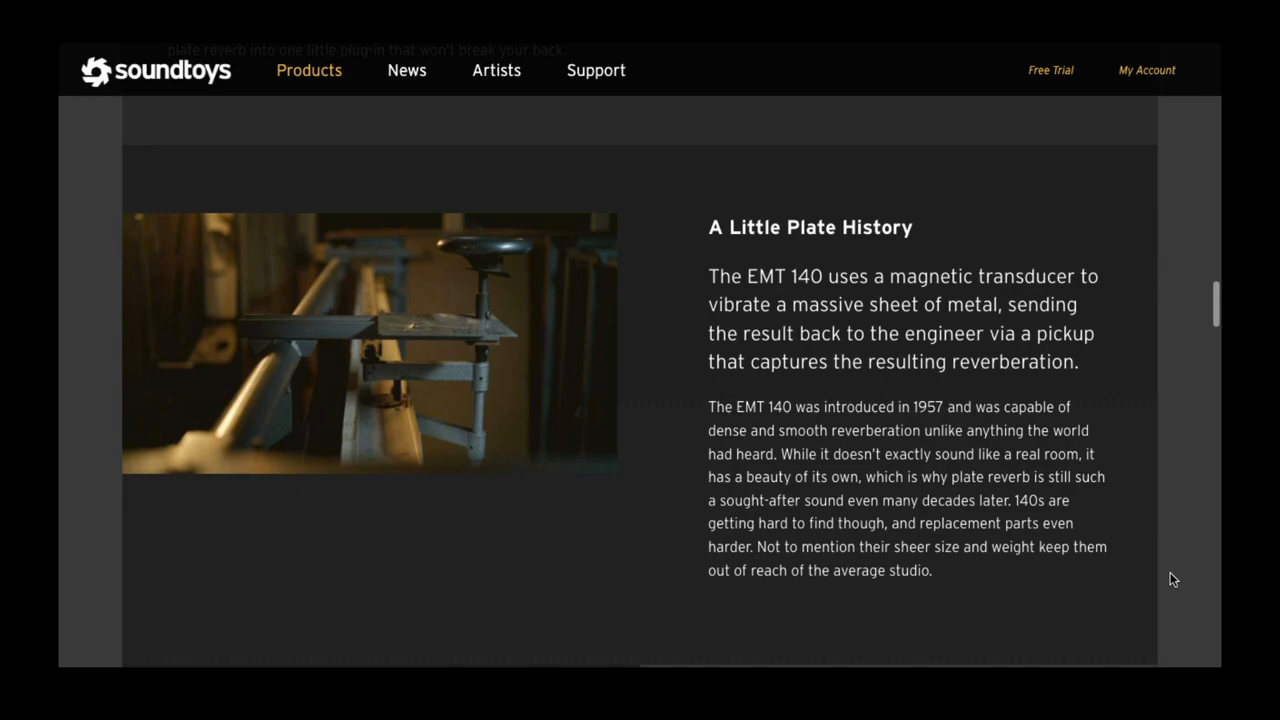 plate reverb into one little plug-in that won't break your back.
soundtoys Products News Artists Support Free Trial My Account
A Little Plate History
The EMT 140 uses a magnetic transducer to
vibrate a massive sheet of metal, sending
the result back to the engineer via a pickup
that captures the resulting reverberation.
The EMT 140 was introduced in 1957 and was capable of
dense and smooth reverberation unlike anything the world
had heard. While it doesn't exactly sound like a real room, it
has a beauty of its own, which is why plate reverb is still such
a sought-after sound even many decades later. 140s are
getting hard to find though, and replacement parts even
harder. Not to mention their sheer size and weight keep them
out of reach of the average studio.